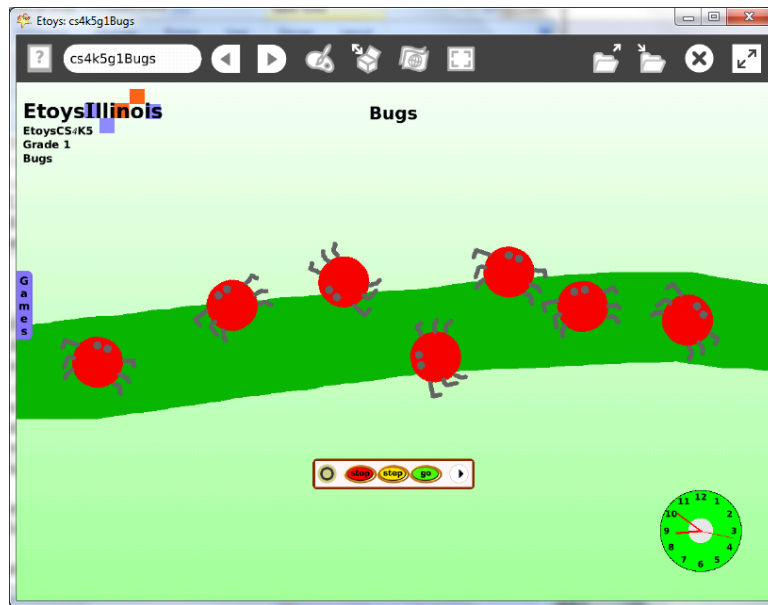 Etoys: cs4k5g1Bugs
?
cs4k5g1Bugs
EtoysIllinois
EtoysCS4K5
Grade 1
Bugs
Bugs
Games
stop step go
12
1
2
3
4
5
6
7
8
9
10
11